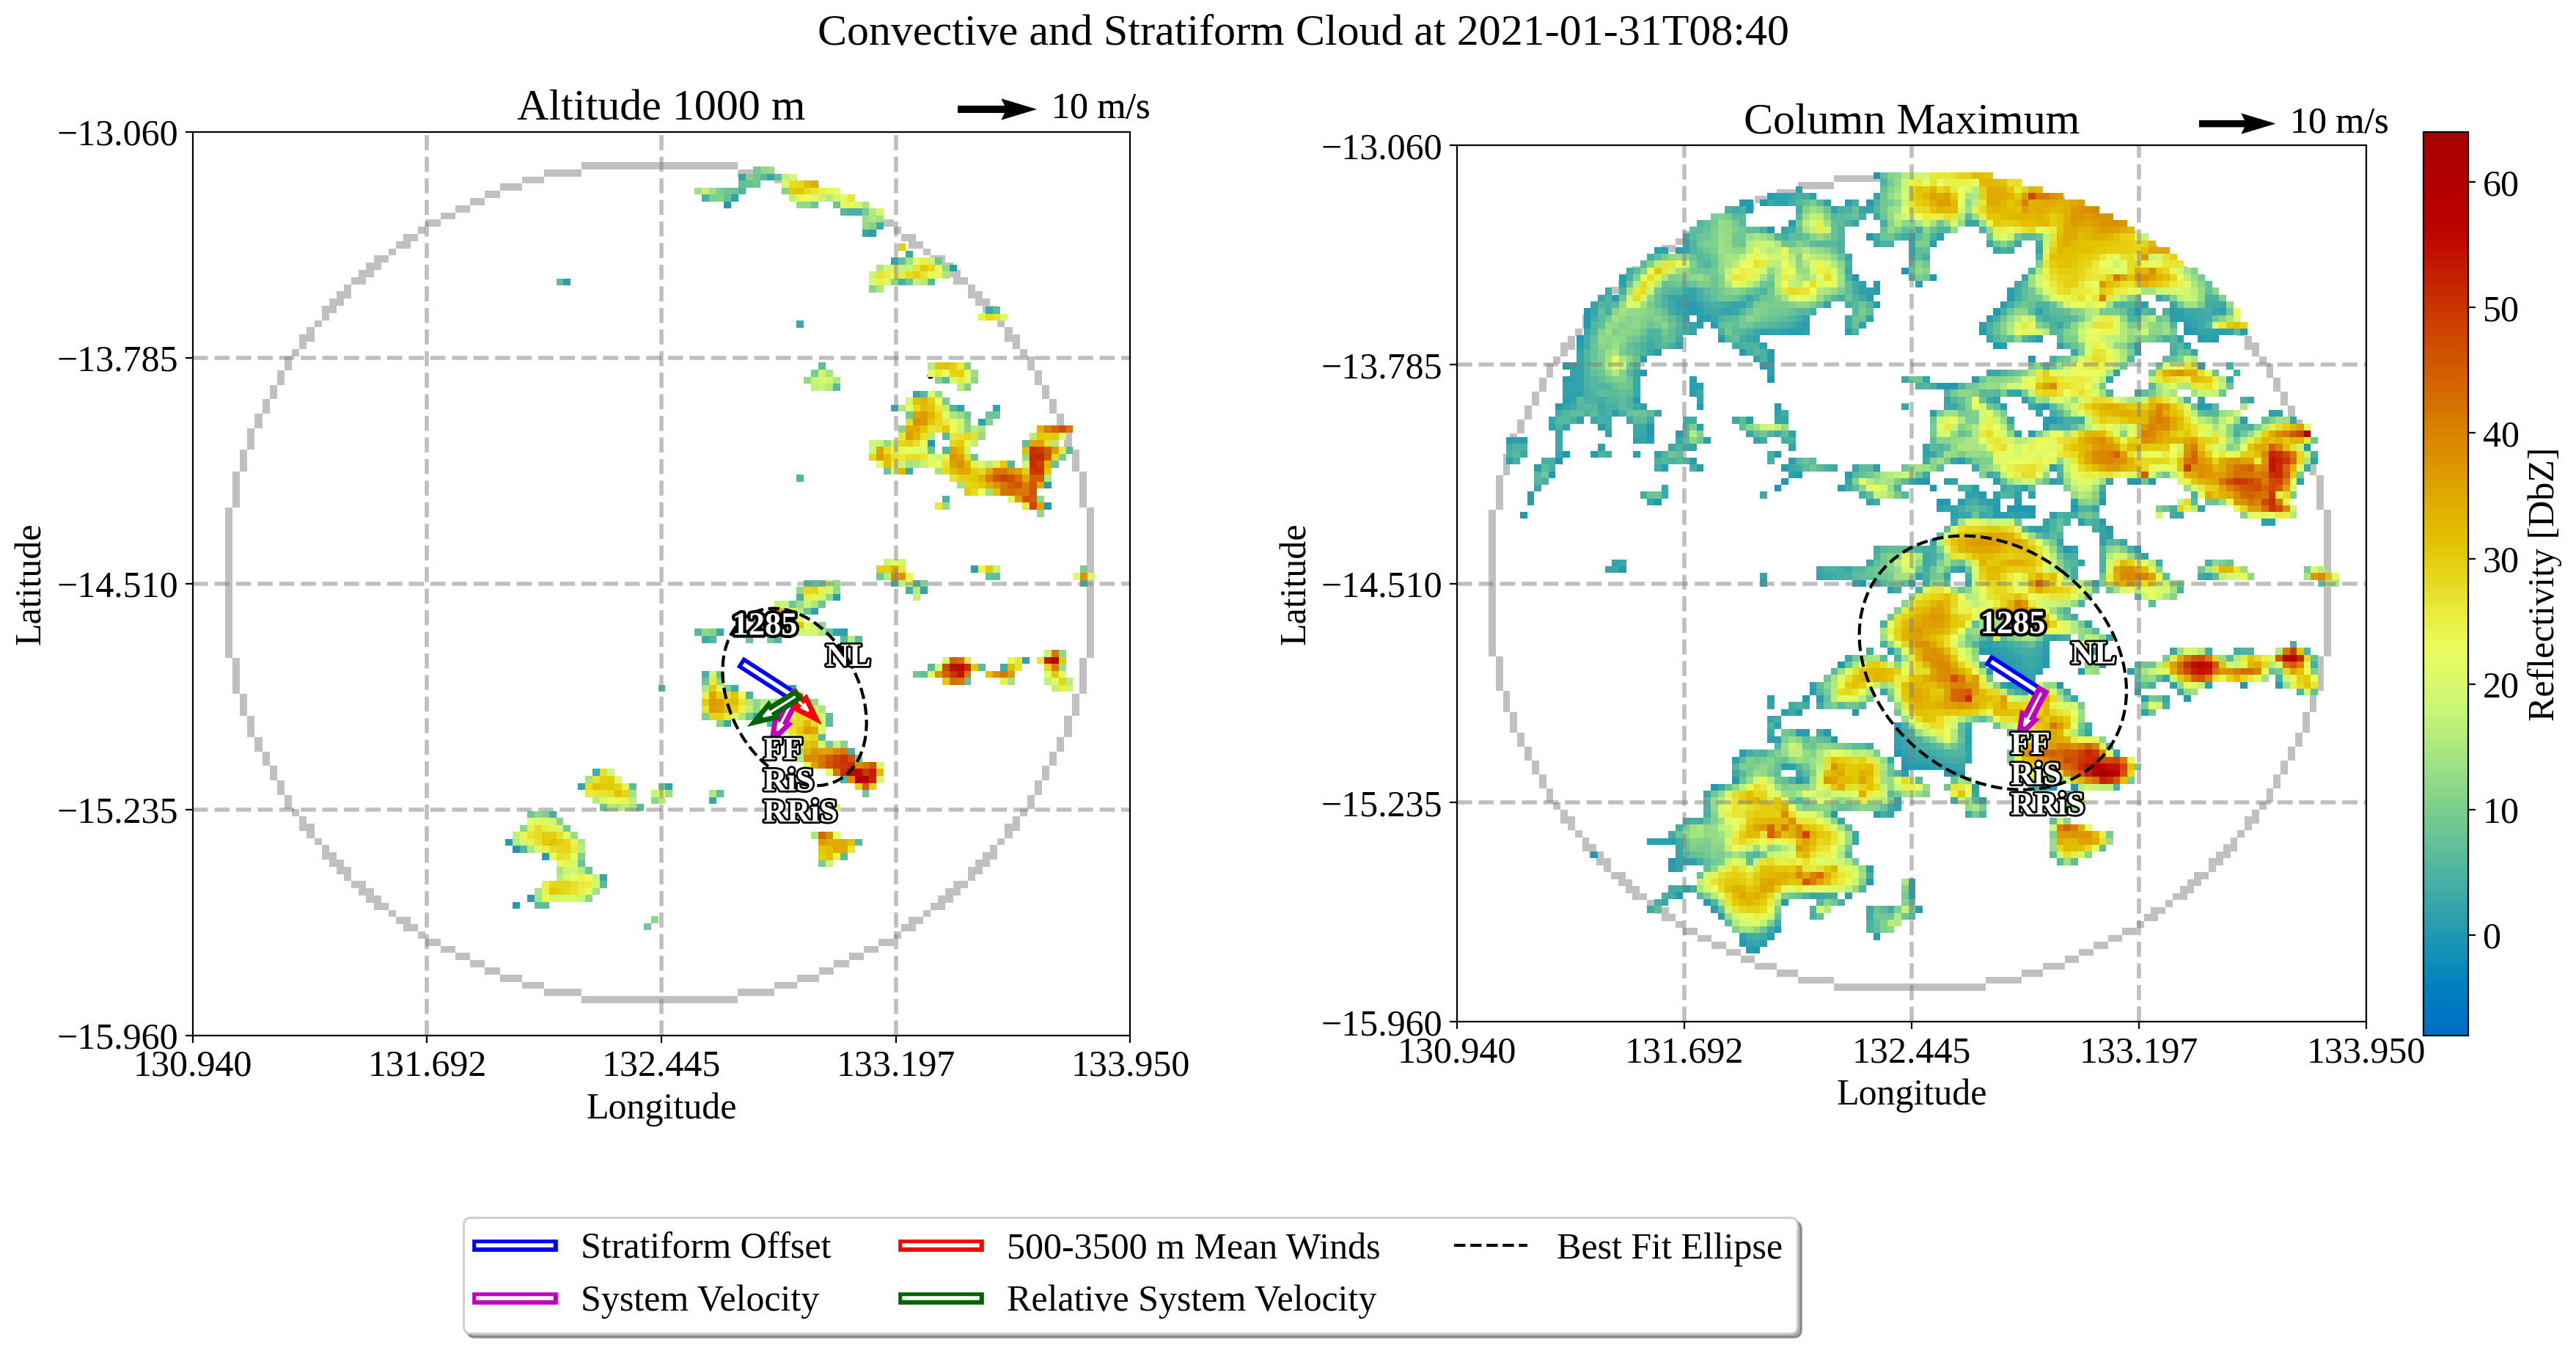 Convective and Stratiform Cloud at 2021-01-31T08:40
Altitude 1000 m
10 m/s
−13.060
−13.785
−14.510
−15.235
−15.960
130.940
131.692
132.445
133.197
133.950
Latitude
Longitude
1285
NL
FF
RiS
RRiS
Column Maximum
10 m/s
−13.060
−13.785
−14.510
−15.235
−15.960
130.940
131.692
132.445
133.197
133.950
Latitude
Longitude
1285
NL
FF
RiS
RRiS
60
50
40
30
20
10
0
Reflectivity [DbZ]
Stratiform Offset
System Velocity
500-3500 m Mean Winds
Relative System Velocity
Best Fit Ellipse